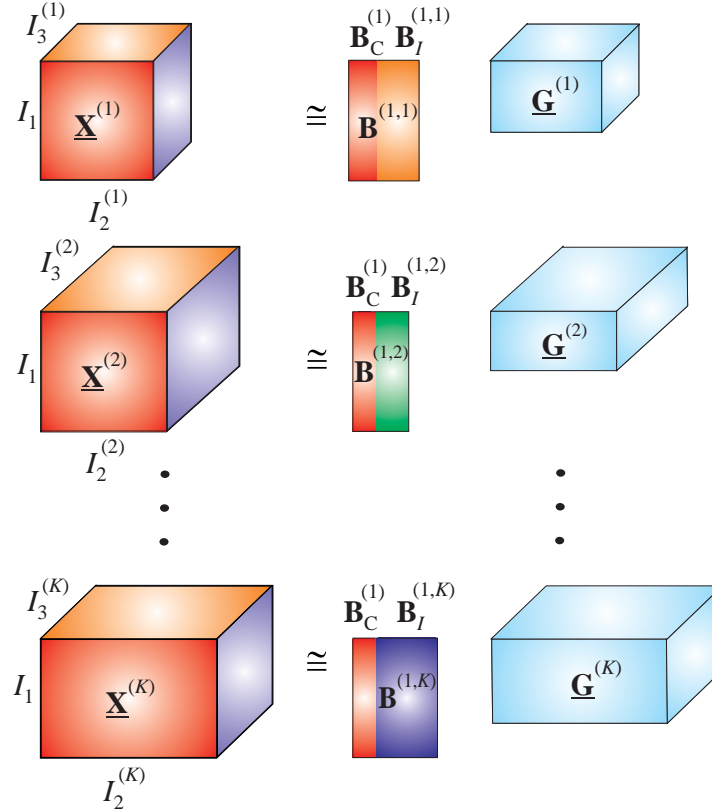 I_3^{(1)}
B_C^{(1)} B_I^{(1,1)}
I_1 X^{(1)} ≅ B^{(1,1)} G^{(1)}
I_2^{(1)}
I_3^{(2)}
B_C^{(1)} B_I^{(1,2)}
I_1 X^{(2)} ≅ B^{(1,2)} G^{(2)}
I_2^{(2)}
I_3^{(K)}
B_C^{(1)} B_I^{(1,K)}
I_1 X^{(K)} ≅ B^{(1,K)} G^{(K)}
I_2^{(K)}